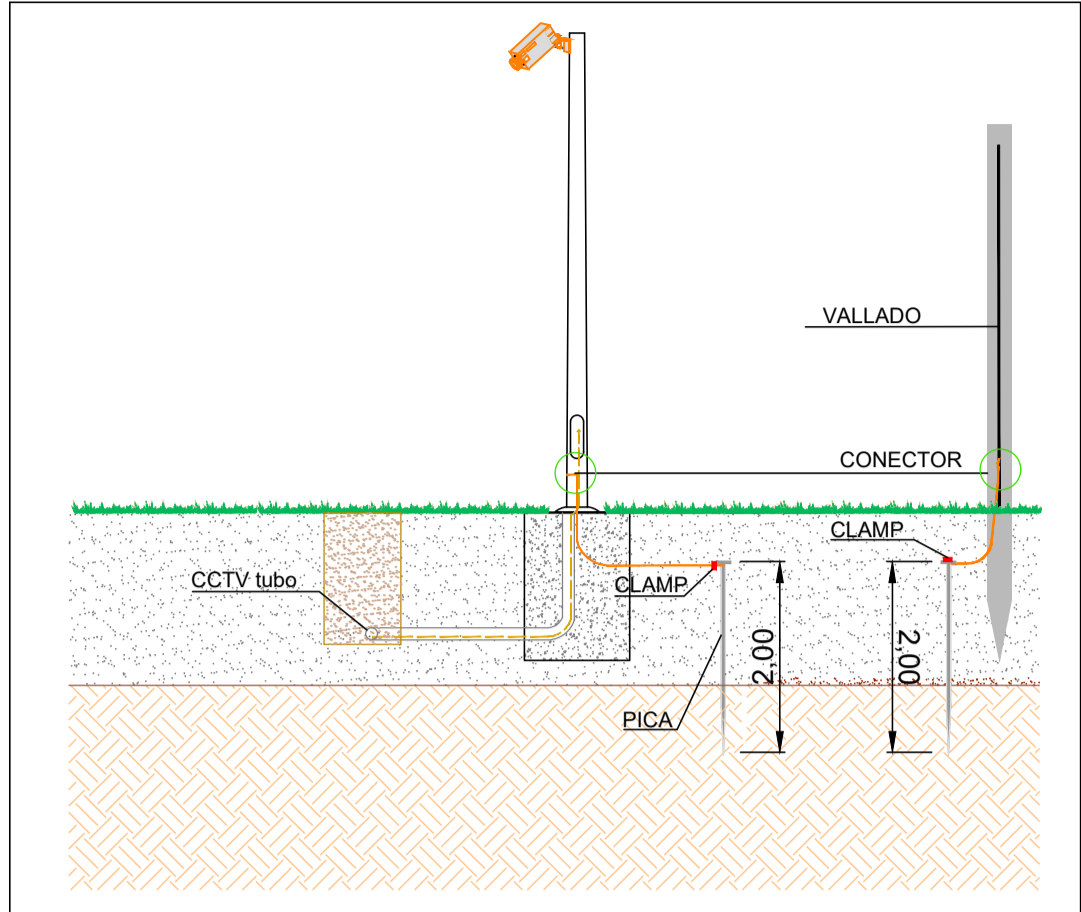 VALLADO
CONECTOR
CLAMP
CCTV tubo
CLAMP
2,00
2,00
PICA